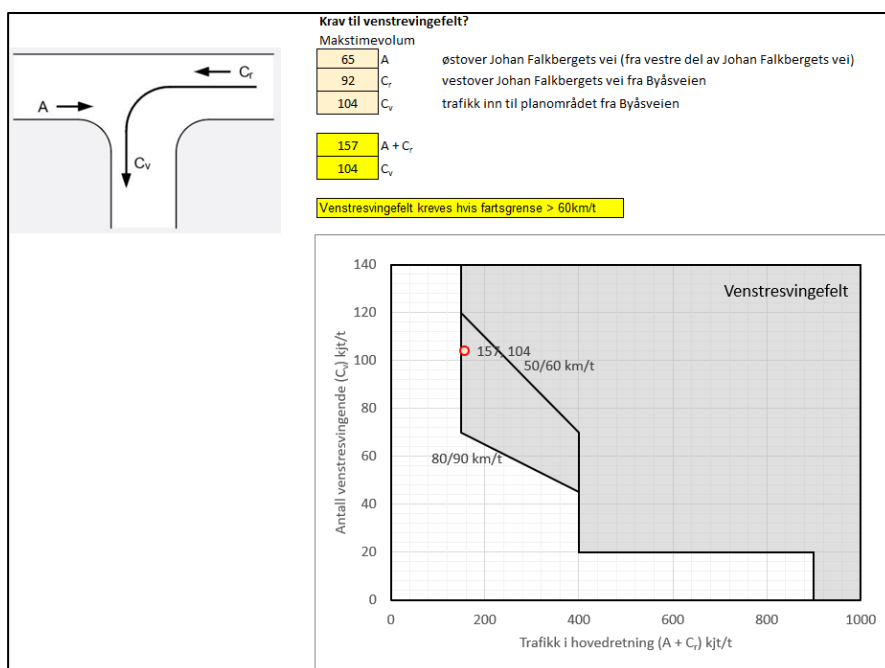 Krav til venstrevingefelt?
Makstimevolum
65 A østover Johan Falkbergets vei (fra vestre del av Johan Falkbergets vei)
92 Cr vestover Johan Falkbergets vei fra Byåsveien
104 Cv trafikk inn til planområdet fra Byåsveien
157 A + Cr
104 Cv
Venstresvingefelt kreves hvis fartsgrense > 60km/t
Cr
A
Cv
Venstresvingefelt
157, 104
50/60 km/t
80/90 km/t
Antall venstresvingende (Cv) kjt/t
140
120
100
80
60
40
20
0
0 200 400 600 800 1000
Trafikk i hovedretning (A + Cr) kjt/t